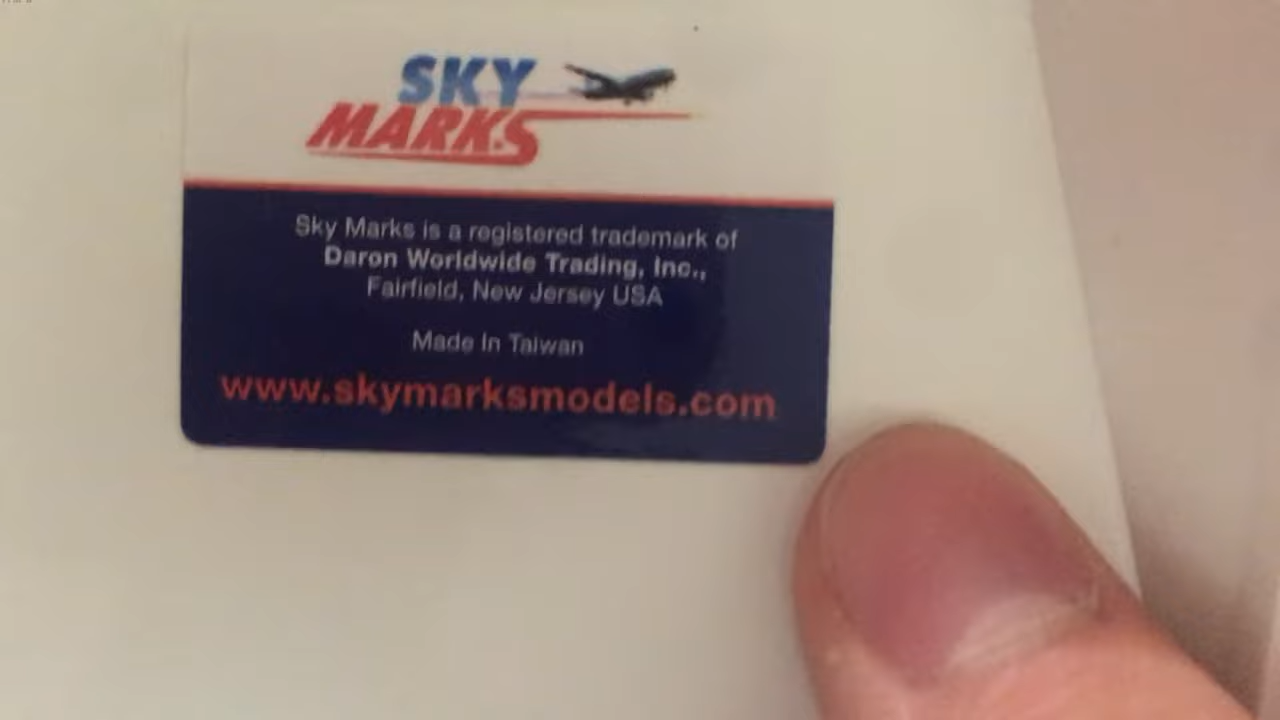 SKY
MARKS
Sky Marks is a registered trademark of
Daron Worldwide Trading, Inc.,
Fairfield, New Jersey USA
Made In Taiwan
www.skymarksmodels.com